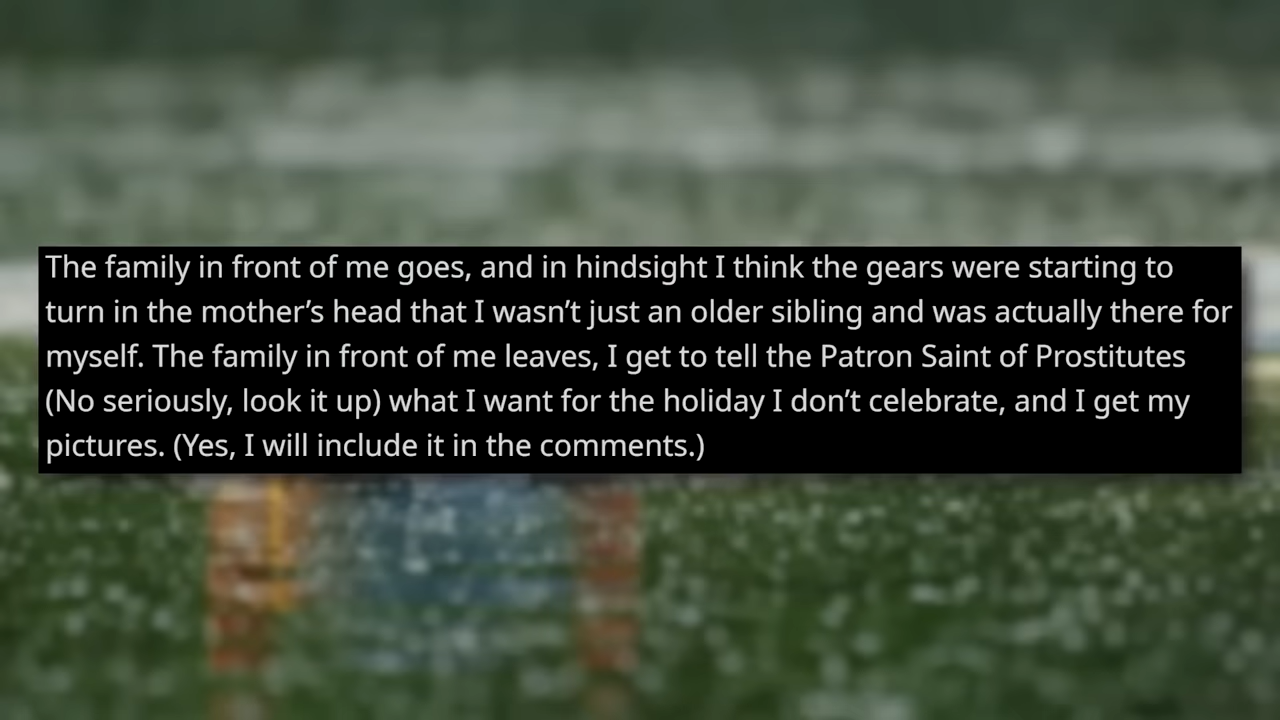 The family in front of me goes, and in hindsight I think the gears were starting to
turn in the mother’s head that I wasn’t just an older sibling and was actually there for
myself. The family in front of me leaves, I get to tell the Patron Saint of Prostitutes
(No seriously, look it up) what I want for the holiday I don’t celebrate, and I get my
pictures. (Yes, I will include it in the comments.)